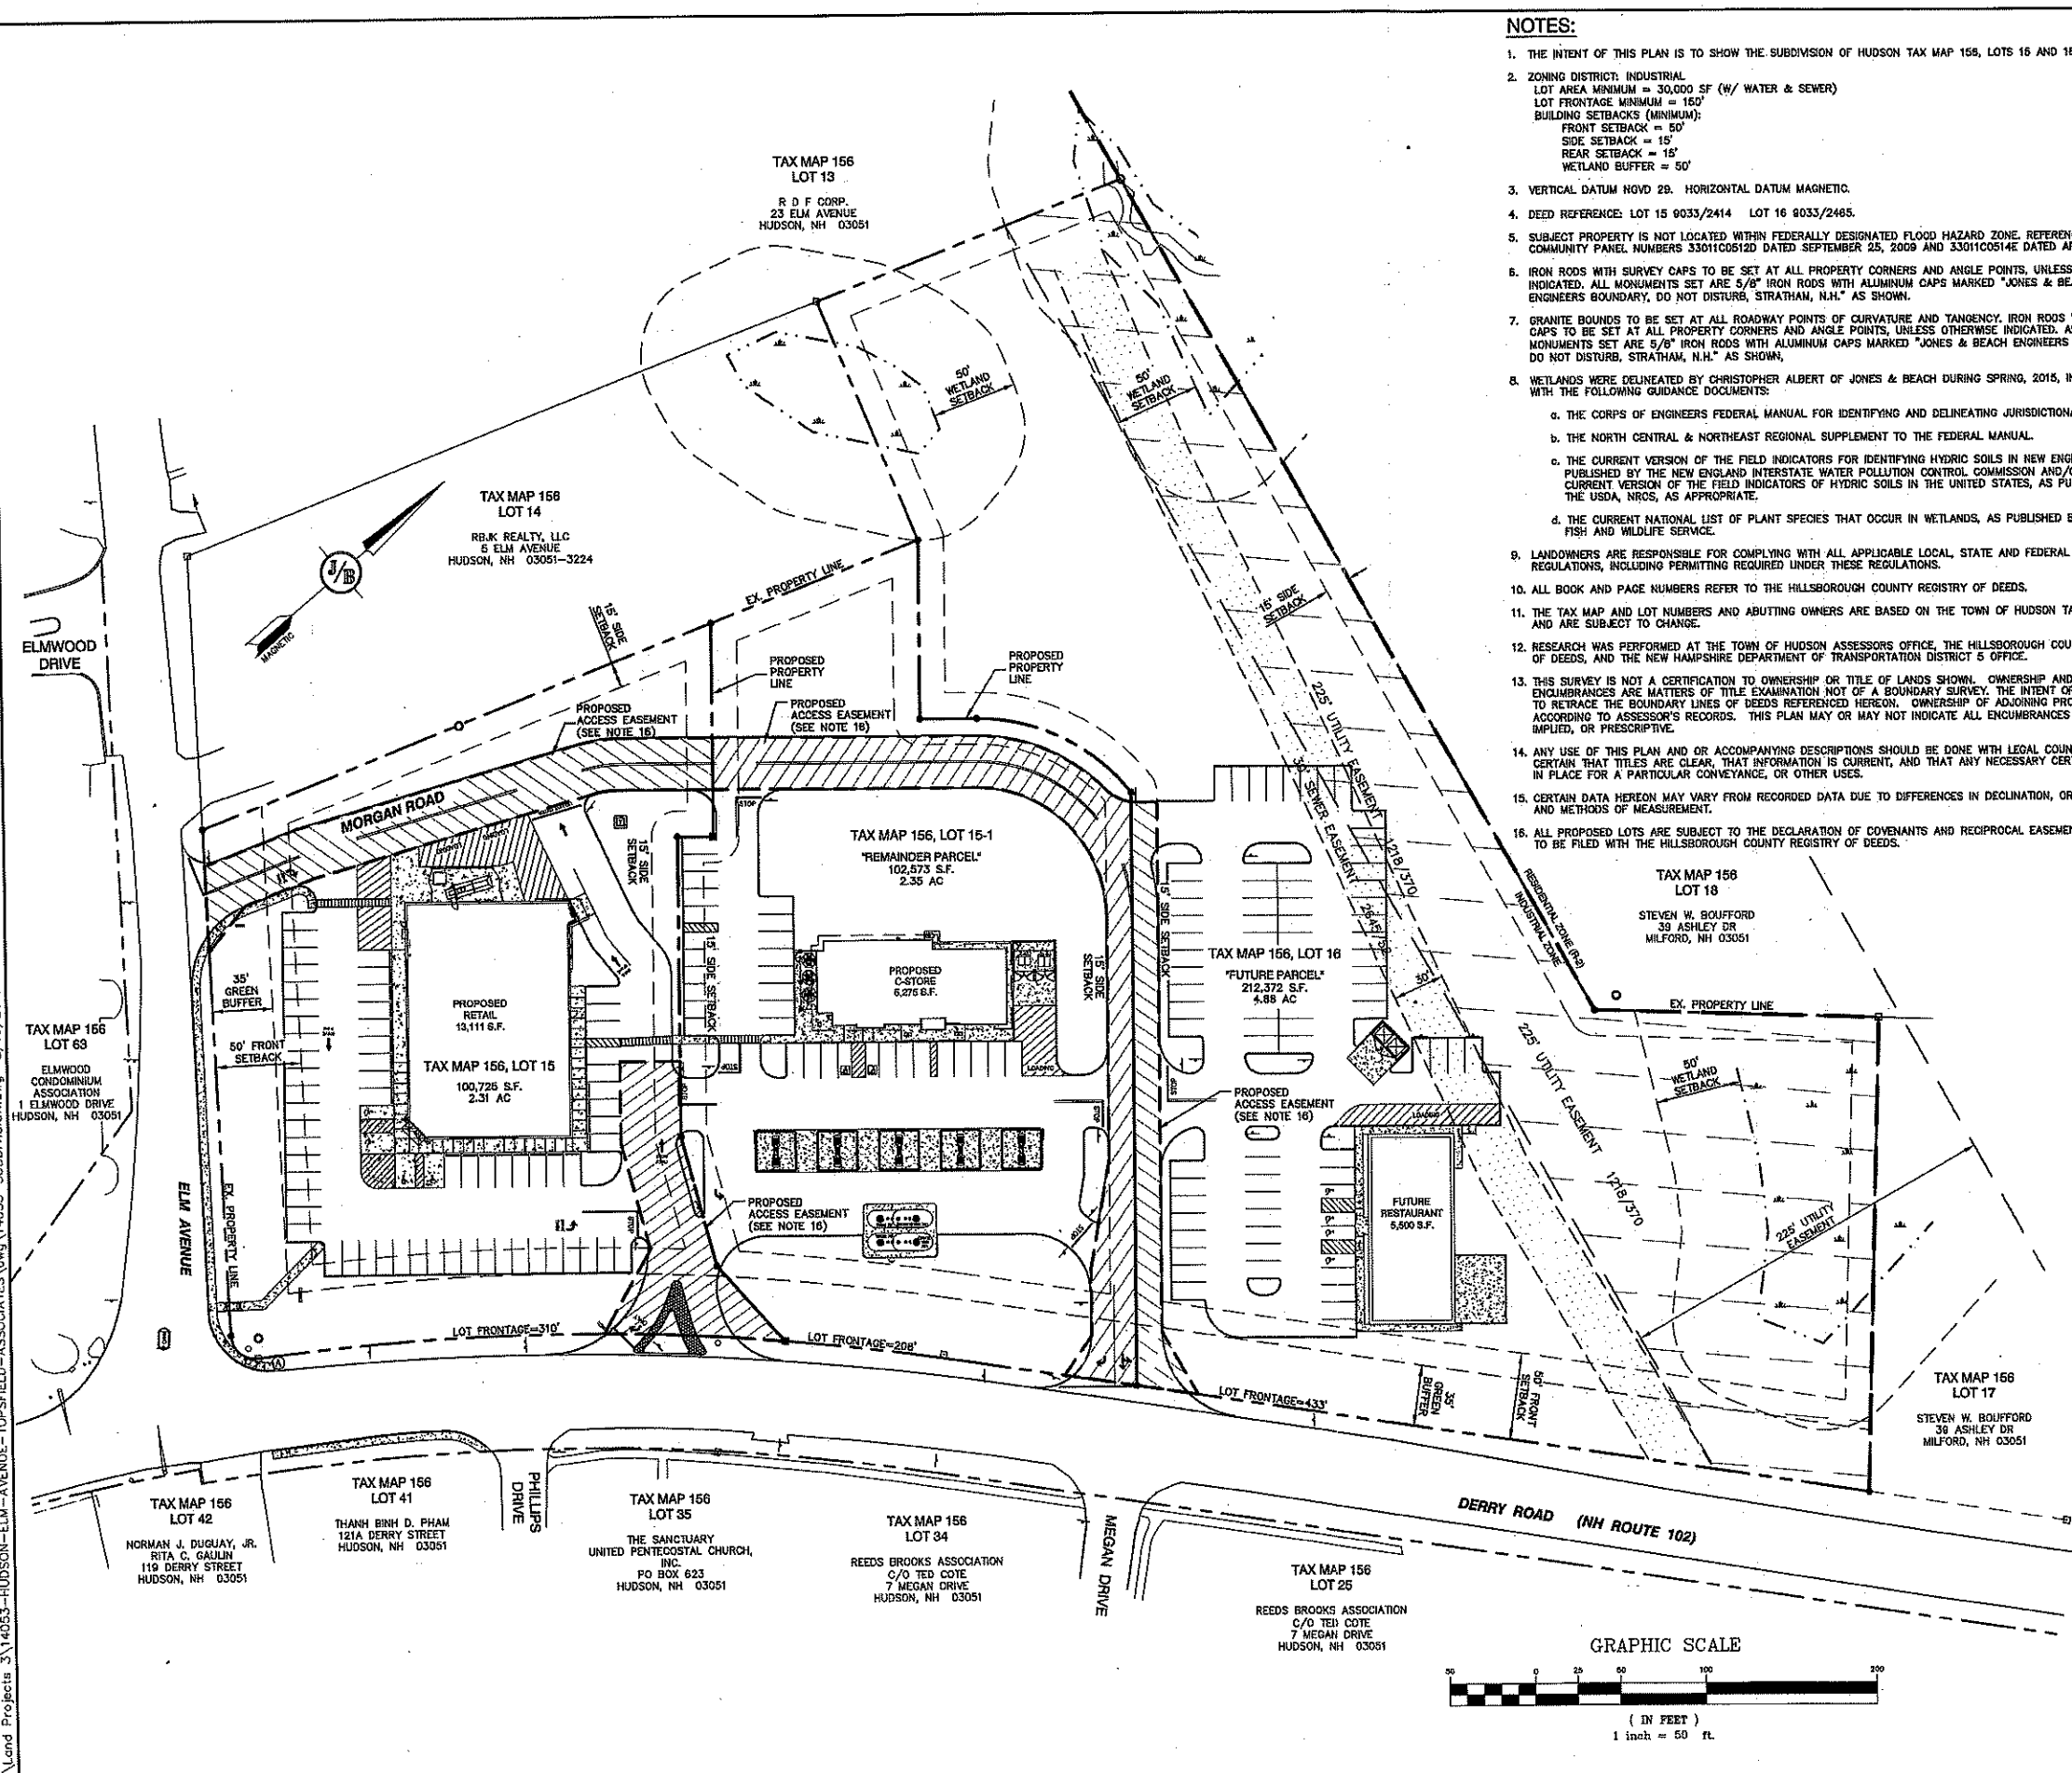 NOTES:
1. THE INTENT OF THIS PLAN IS TO SHOW THE SUBDIVISION OF HUDSON TAX MAP 156, LOTS 15 AND 16
2. ZONING DISTRICT: INDUSTRIAL
LOT AREA MINIMUM = 30,000 SF (W/ WATER & SEWER)
LOT FRONTAGE MINIMUM = 150'
BUILDING SETBACKS (MINIMUM):
FRONT SETBACK = 50'
SIDE SETBACK = 15'
REAR SETBACK = 15'
WETLAND BUFFER = 50'
3. VERTICAL DATUM NGVD 29. HORIZONTAL DATUM MAGNETIC.
4. DEED REFERENCE: LOT 15 9033/2414 LOT 16 9033/2465.
5. SUBJECT PROPERTY IS NOT LOCATED WITHIN FEDERALLY DESIGNATED FLOOD HAZARD ZONE. REFEREN
COMMUNITY PANEL NUMBERS 33011C0512D DATED SEPTEMBER 25, 2009 AND 33011C0514E DATED AP
6. IRON RODS WITH SURVEY CAPS TO BE SET AT ALL PROPERTY CORNERS AND ANGLE POINTS, UNLESS
INDICATED. ALL MONUMENTS SET ARE 5/8" IRON RODS WITH ALUMINUM CAPS MARKED "JONES & BEA
ENGINEERS BOUNDARY, DO NOT DISTURB, STRATHAM, N.H." AS SHOWN.
7. GRANITE BOUNDS TO BE SET AT ALL ROADWAY POINTS OF CURVATURE AND TANGENCY. IRON RODS
CAPS TO BE SET AT ALL PROPERTY CORNERS AND ANGLE POINTS, UNLESS OTHERWISE INDICATED. A
MONUMENTS SET ARE 5/8" IRON RODS WITH ALUMINUM CAPS MARKED "JONES & BEACH ENGINEERS
DO NOT DISTURB, STRATHAM, N.H." AS SHOWN,
8. WETLANDS WERE DELINEATED BY CHRISTOPHER ALBERT OF JONES & BEACH DURING SPRING, 2015, IN
WITH THE FOLLOWING GUIDANCE DOCUMENTS:
a. THE CORPS OF ENGINEERS FEDERAL MANUAL FOR IDENTIFYING AND DELINEATING JURISDICTIONA
b. THE NORTH CENTRAL & NORTHEAST REGIONAL SUPPLEMENT TO THE FEDERAL MANUAL.
c. THE CURRENT VERSION OF THE FIELD INDICATORS FOR IDENTIFYING HYDRIC SOILS IN NEW ENG
PUBLISHED BY THE NEW ENGLAND INTERSTATE WATER POLLUTION CONTROL COMMISSION AND/O
CURRENT VERSION OF THE FIELD INDICATORS OF HYDRIC SOILS IN THE UNITED STATES, AS PU
THE USDA, NRCS, AS APPROPRIATE.
d. THE CURRENT NATIONAL LIST OF PLANT SPECIES THAT OCCUR IN WETLANDS, AS PUBLISHED B
FISH AND WILDLIFE SERVICE.
9. LANDOWNERS ARE RESPONSIBLE FOR COMPLYING WITH ALL APPLICABLE LOCAL, STATE AND FEDERAL
REGULATIONS, INCLUDING PERMITTING REQUIRED UNDER THESE REGULATIONS.
10. ALL BOOK AND PAGE NUMBERS REFER TO THE HILLSBOROUGH COUNTY REGISTRY OF DEEDS.
11. THE TAX MAP AND LOT NUMBERS AND ABUTTING OWNERS ARE BASED ON THE TOWN OF HUDSON TA
AND ARE SUBJECT TO CHANGE.
12. RESEARCH WAS PERFORMED AT THE TOWN OF HUDSON ASSESSORS OFFICE, THE HILLSBOROUGH COU
OF DEEDS, AND THE NEW HAMPSHIRE DEPARTMENT OF TRANSPORTATION DISTRICT 5 OFFICE.
13. THIS SURVEY IS NOT A CERTIFICATION TO OWNERSHIP OR TITLE OF LANDS SHOWN. OWNERSHIP AND
ENCUMBRANCES ARE MATTERS OF TITLE EXAMINATION NOT OF A BOUNDARY SURVEY. THE INTENT OF
TO RETRACE THE BOUNDARY LINES OF DEEDS REFERENCED HEREON. OWNERSHIP OF ADJOINING PRO
ACCORDING TO ASSESSOR'S RECORDS. THIS PLAN MAY OR MAY NOT INDICATE ALL ENCUMBRANCES
IMPLIED, OR PRESCRIPTIVE.
14. ANY USE OF THIS PLAN AND OR ACCOMPANYING DESCRIPTIONS SHOULD BE DONE WITH LEGAL COUN
CERTAIN THAT TITLES ARE CLEAR, THAT INFORMATION IS CURRENT, AND THAT ANY NECESSARY CER
IN PLACE FOR A PARTICULAR CONVEYANCE, OR OTHER USES.
15. CERTAIN DATA HEREON MAY VARY FROM RECORDED DATA DUE TO DIFFERENCES IN DECLINATION, OR
AND METHODS OF MEASUREMENT.
16. ALL PROPOSED LOTS ARE SUBJECT TO THE DECLARATION OF COVENANTS AND RECIPROCAL EASEMEN
TO BE FILED WITH THE HILLSBOROUGH COUNTY REGISTRY OF DEEDS.
TAX MAP 156
LOT 13
R D F CORP.
23 ELM AVENUE
HUDSON, NH 03051
50'
WETLAND
SETBACK
50'
WETLAND
SETBACK
TAX MAP 156
LOT 14
RBJK REALTY, LLC
5 ELM AVENUE
HUDSON, NH 03051-3224
J/B
MAGNETIC
EX. PROPERTY LINE
15' SIDE
SETBACK
15' SIDE
SETBACK
ELMWOOD
DRIVE
PROPOSED
PROPERTY
LINE
PROPOSED
PROPERTY
LINE
PROPOSED
ACCESS EASEMENT
(SEE NOTE 16)
PROPOSED
ACCESS EASEMENT
(SEE NOTE 16)
225' UTILITY EASEMENT
1218/370
30' SEWER EASEMENT
MORGAN ROAD
LOADING
STOP
15' SIDE
SETBACK
TAX MAP 156, LOT 15-1
"REMAINDER PARCEL"
102,573 S.F.
2.35 AC
15' SIDE SETBACK
RESIDENTIAL ZONE (R-2)
INDUSTRIAL ZONE
TAX MAP 156
LOT 18
STEVEN W. BOUFFORD
39 ASHLEY DR
MILFORD, NH 03051
35'
GREEN
BUFFER
50' FRONT
SETBACK
PROPOSED
RETAIL
13,111 S.F.
TAX MAP 156, LOT 15
100,725 S.F.
2.31 AC
15' SIDE SETBACK
PROPOSED
C-STORE
6,275 S.F.
15' SIDE
SETBACK
TAX MAP 156, LOT 16
"FUTURE PARCEL"
212,372 S.F.
4.88 AC
30'
EX. PROPERTY LINE
TAX MAP 156
LOT 63
ELMWOOD
CONDOMINIUM
ASSOCIATION
1 ELMWOOD DRIVE
HUDSON, NH 03051
STOP
LOADING
STOP
PROPOSED
ACCESS EASEMENT
(SEE NOTE 16)
LOADING
225' UTILITY EASEMENT
1218/370
50'
WETLAND
SETBACK
ELM AVENUE
EX. PROPERTY LINE
PROPOSED
ACCESS EASEMENT
(SEE NOTE 16)
STOP
FUTURE
RESTAURANT
5,500 S.F.
225' UTILITY
EASEMENT
LOT FRONTAGE=310'
LOT FRONTAGE=208'
LOT FRONTAGE=433'
35'
GREEN
BUFFER
50' FRONT
SETBACK
TAX MAP 156
LOT 17
STEVEN W. BOUFFORD
39 ASHLEY DR
MILFORD, NH 03051
TAX MAP 156
LOT 42
NORMAN J. DUGUAY, JR.
RITA C. GAULIN
119 DERRY STREET
HUDSON, NH 03051
TAX MAP 156
LOT 41
THANH BINH D. PHAM
121A DERRY STREET
HUDSON, NH 03051
PHILLIPS
DRIVE
TAX MAP 156
LOT 35
THE SANCTUARY
UNITED PENTECOSTAL CHURCH,
INC.
PO BOX 623
HUDSON, NH 03051
TAX MAP 156
LOT 34
REEDS BROOKS ASSOCIATION
C/O TED COTE
7 MEGAN DRIVE
HUDSON, NH 03051
MEGAN DRIVE
DERRY ROAD (NH ROUTE 102)
TAX MAP 156
LOT 25
REEDS BROOKS ASSOCIATION
C/O TED COTE
7 MEGAN DRIVE
HUDSON, NH 03051
GRAPHIC SCALE
50 0 25 50 100 200
( IN FEET )
1 inch = 50 ft.
\Land Projects 3\14053-HUDSON-ELM-AVENUE-TOPSFIELD-ASSOCIATES\dwg\14053